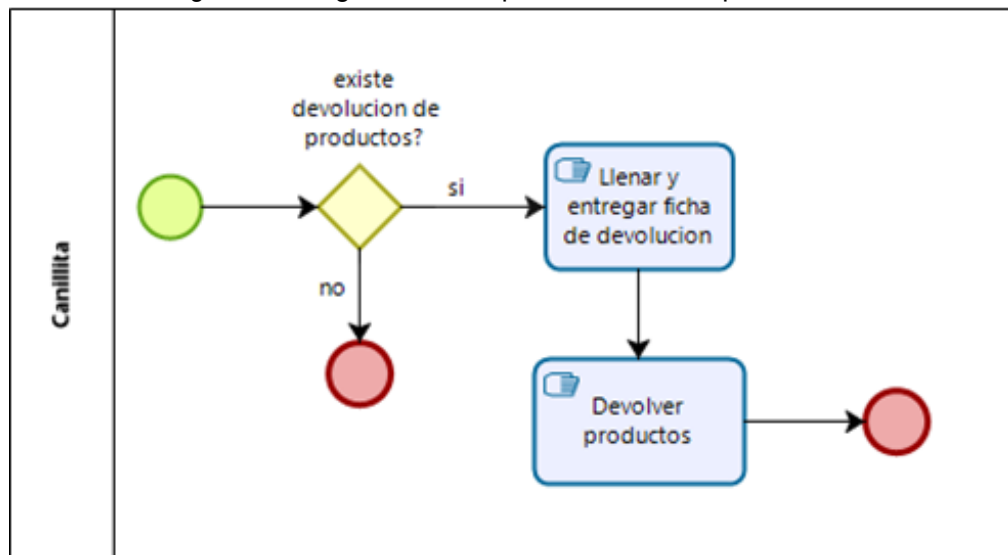 Canillita
existe
devolucion de
productos?
si
no
Llenar y
entregar ficha
de devolucion
Devolver
productos